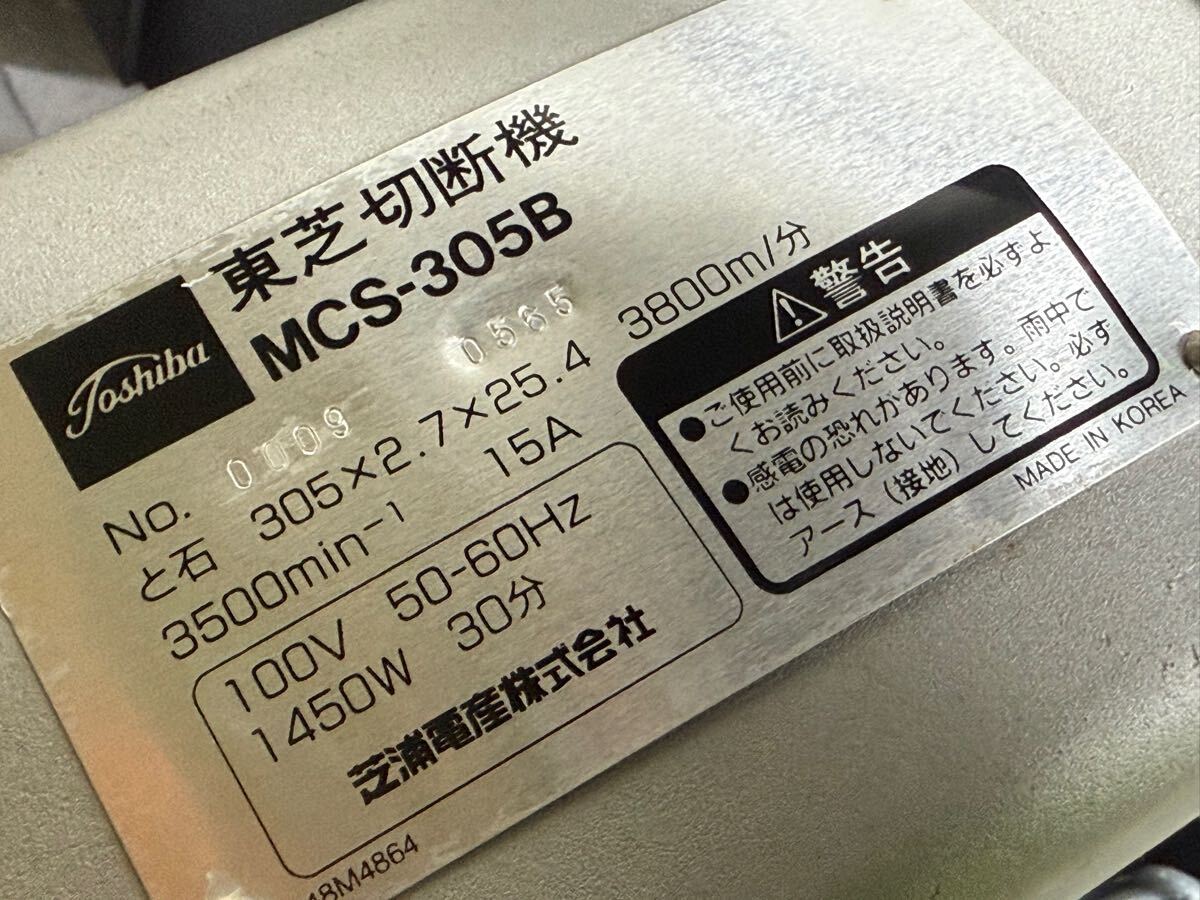 Toshiba
東芝切断機
MCS-305B
No. 0009 0565
と石 305×2.7×25.4 3800m/分
3500min⁻¹ 15A
100V 50-60Hz
1450W 30分
芝浦電産株式会社
48M4864
⚠警告
●ご使用前に取扱説明書を必ずよ
くお読みください。
●感電の恐れがあります。雨中で
は使用しないでください。必ず
アース（接地）してください。
MADE IN KOREA